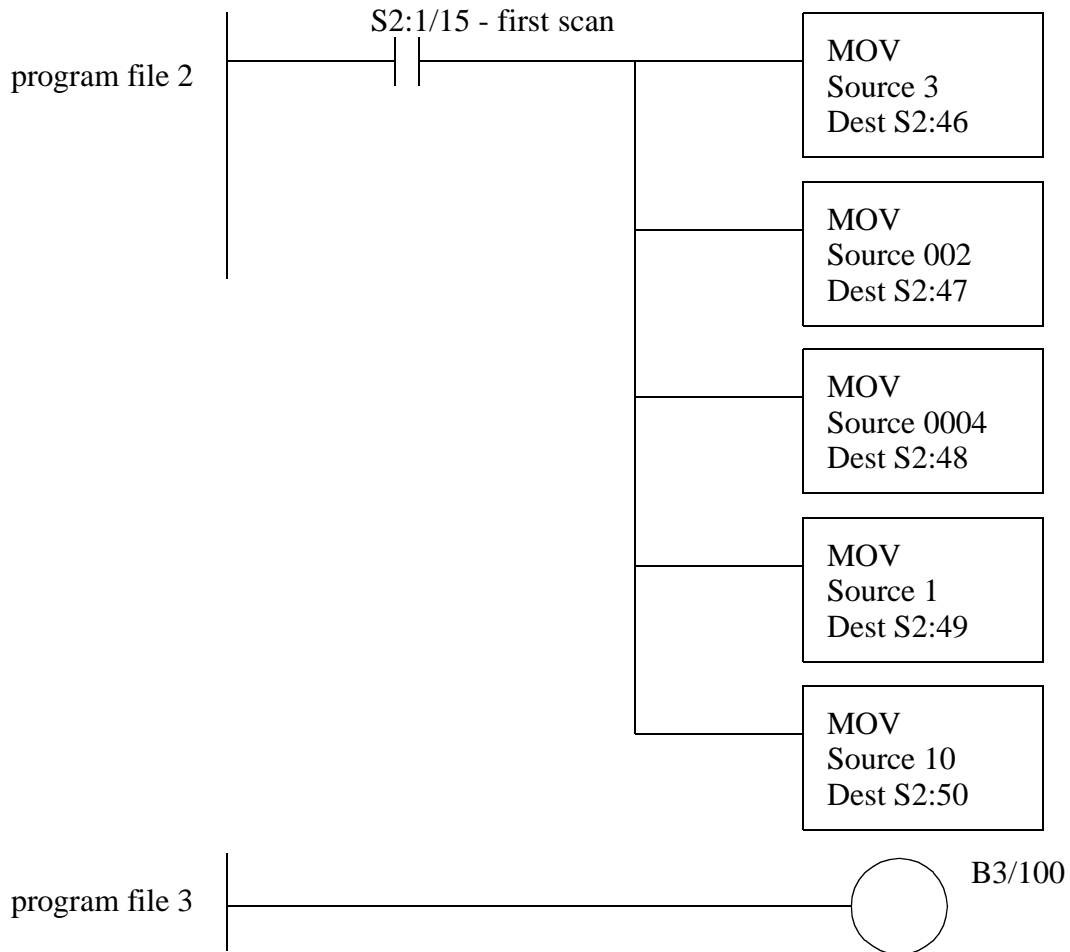 S2:1/15 - first scan
program file 2
MOV
Source 3
Dest S2:46
MOV
Source 002
Dest S2:47
MOV
Source 0004
Dest S2:48
MOV
Source 1
Dest S2:49
MOV
Source 10
Dest S2:50
B3/100
program file 3